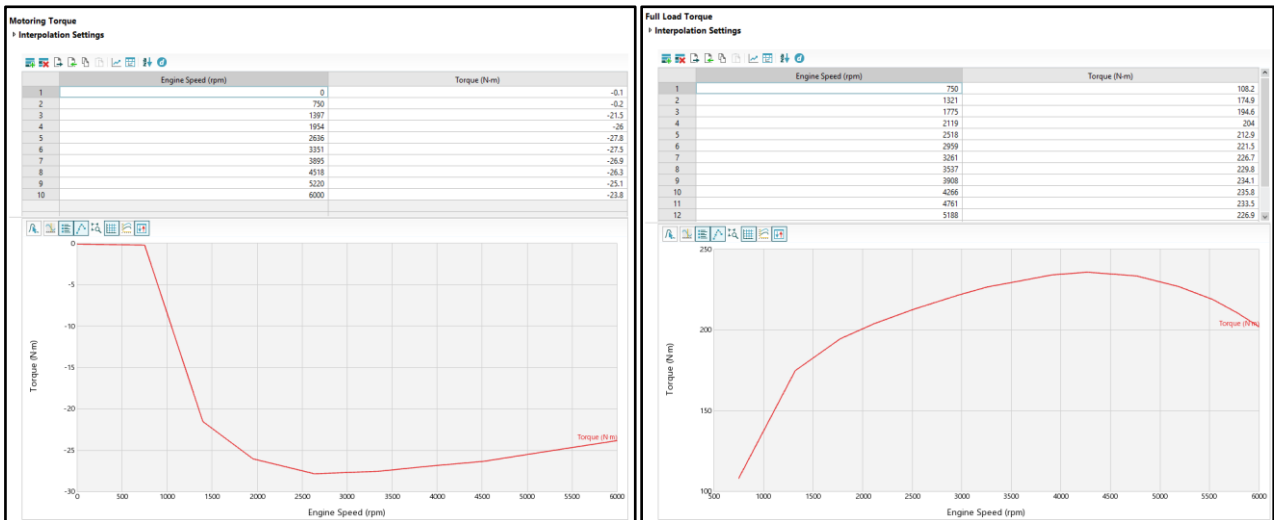 Motoring Torque
Interpolation Settings
Engine Speed (rpm) Torque (N·m)
1 0 -0.1
2 750 -0.2
3 1397 -21.5
4 1954 -26
5 2636 -27.8
6 3351 -27.5
7 3895 -26.9
8 4518 -26.3
9 5220 -25.1
10 6000 -23.8
0
-5
-10
-15
-20
-25
-30
Torque (N·m)
Torque (N·m)
0 500 1000 1500 2000 2500 3000 3500 4000 4500 5000 5500 6000
Engine Speed (rpm)
Full Load Torque
Interpolation Settings
Engine Speed (rpm) Torque (N·m)
1 750 108.2
2 1321 174.9
3 1775 194.6
4 2119 204
5 2518 212.9
6 2959 221.5
7 3261 226.7
8 3537 229.8
9 3908 234.1
10 4266 235.8
11 4761 233.5
12 5188 226.9
250
200
150
100
Torque (N·m)
Torque (N·m)
500 1000 1500 2000 2500 3000 3500 4000 4500 5000 5500 6000
Engine Speed (rpm)